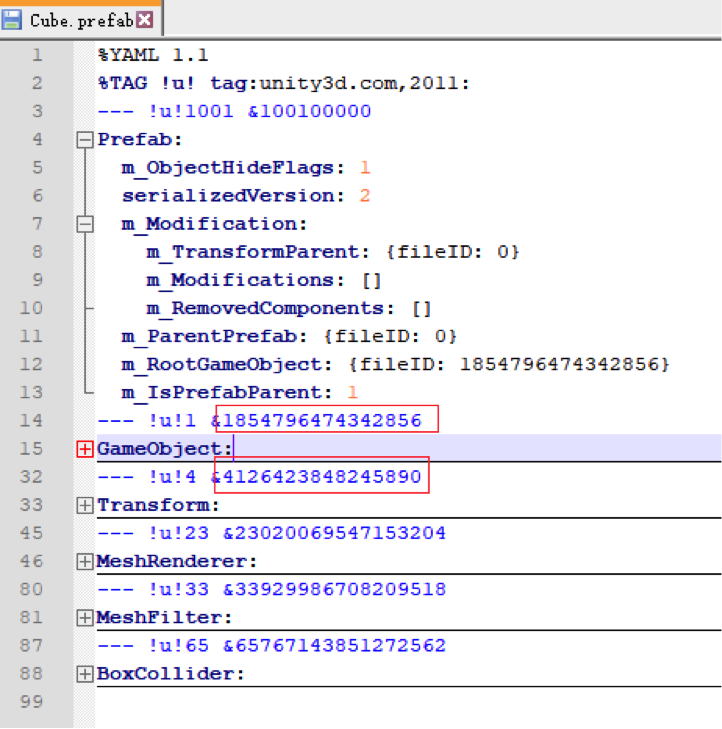 Cube.prefab
1 %YAML 1.1
2 %TAG !u! tag:unity3d.com,2011:
3 --- !u!1001 &100100000
4 Prefab:
5 m_ObjectHideFlags: 1
6 serializedVersion: 2
7 m_Modification:
8 m_TransformParent: {fileID: 0}
9 m_Modifications: []
10 m_RemovedComponents: []
11 m_ParentPrefab: {fileID: 0}
12 m_RootGameObject: {fileID: 1854796474342856}
13 m_IsPrefabParent: 1
14 --- !u!1 &1854796474342856
15 GameObject:
32 --- !u!4 &4126423848245890
33 Transform:
45 --- !u!23 &23020069547153204
46 MeshRenderer:
80 --- !u!33 &33929986708209518
81 MeshFilter:
87 --- !u!65 &65767143851272562
88 BoxCollider:
99